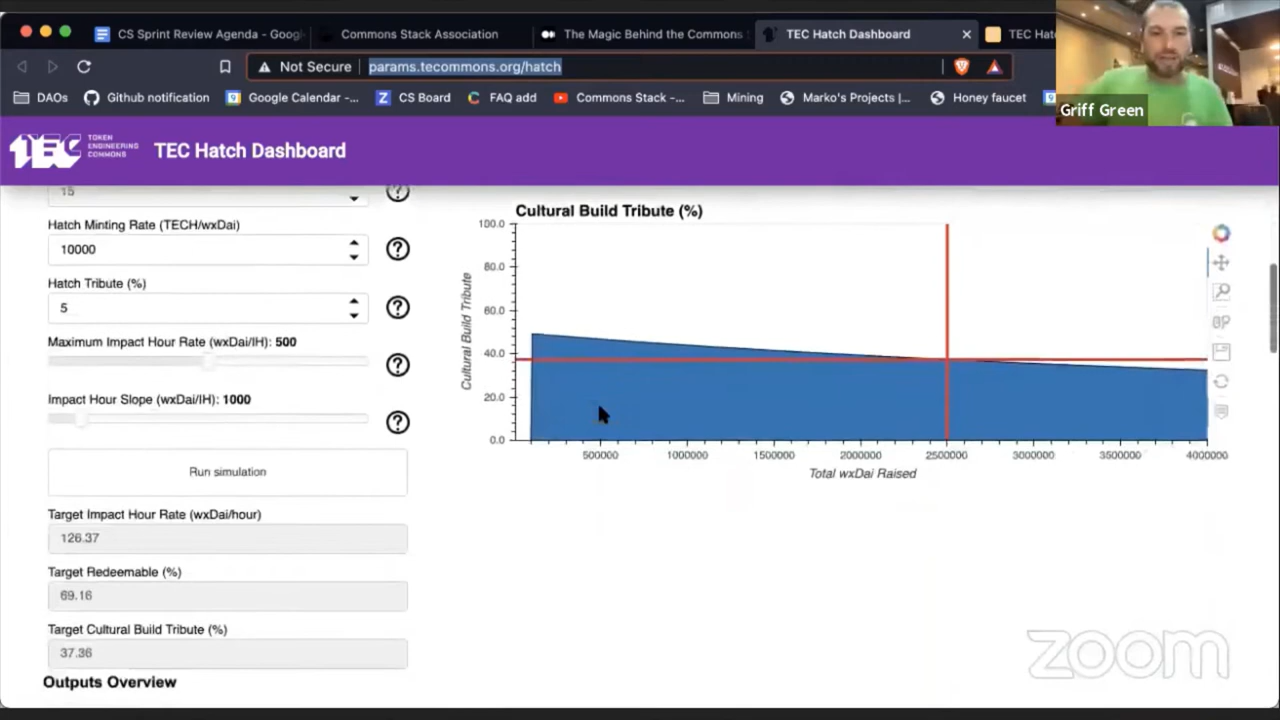 CS Sprint Review Agenda - Googl
Commons Stack Association
The Magic Behind the Commons
TEC Hatch Dashboard
TEC Hat
Not Secure
params.tecommons.org/hatch
DAOs
Github notification
Google Calendar -...
CS Board
FAQ add
Commons Stack -...
Mining
Marko's Projects |...
Honey faucet
Griff Green
TEC
TOKEN
ENGINEERING
COMMONS
TEC Hatch Dashboard
15
Hatch Minting Rate (TECH/wxDai)
10000
Hatch Tribute (%)
5
Maximum Impact Hour Rate (wxDai/IH): 500
Impact Hour Slope (wxDai/IH): 1000
Run simulation
Target Impact Hour Rate (wxDai/hour)
126.37
Target Redeemable (%)
69.16
Target Cultural Build Tribute (%)
37.36
Outputs Overview
Cultural Build Tribute (%)
100.0
80.0
60.0
40.0
20.0
0.0
Cultural Build Tribute
500000 1000000 1500000 2000000 2500000 3000000 3500000 4000000
Total wxDai Raised
zoom